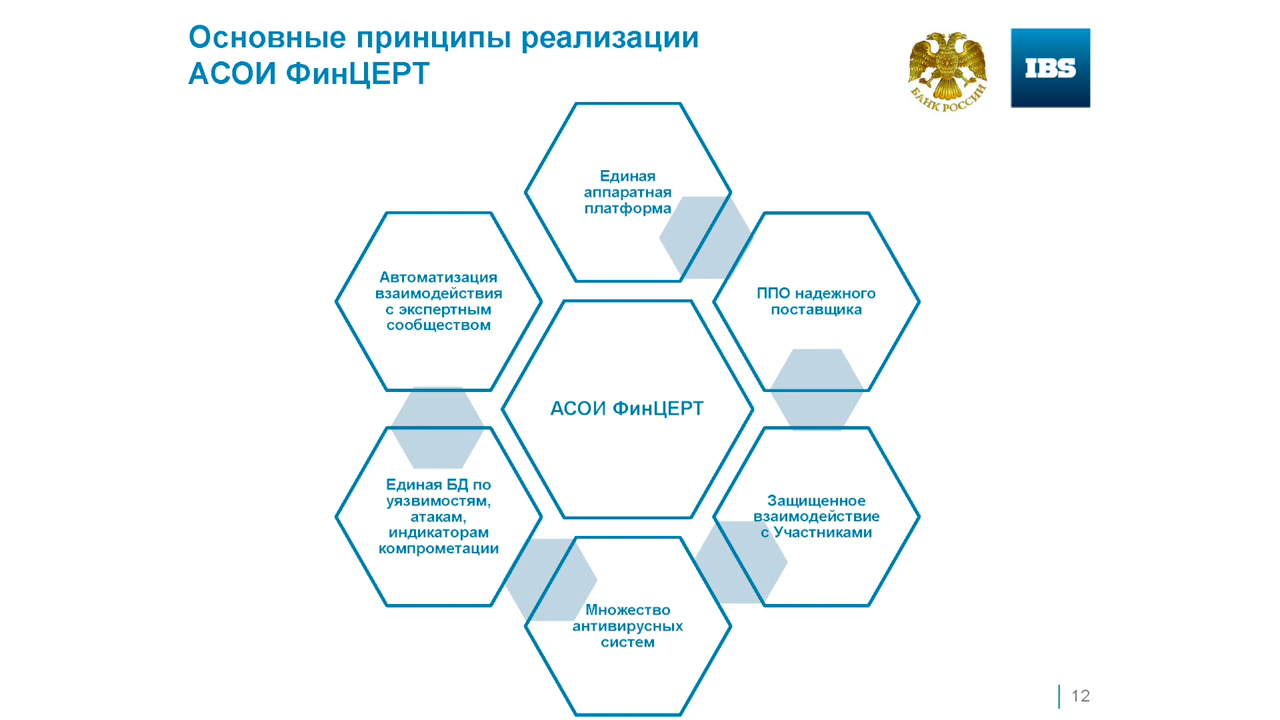 Основные принципы реализации
АСОИ ФинЦЕРТ
БАНК РОССИИ
IBS
Единая
аппаратная
платформа
Автоматизация
взаимодействия
с экспертным
сообществом
ППО надежного
поставщика
АСОИ ФинЦЕРТ
Единая БД по
уязвимостям,
атакам,
индикаторам
компрометации
Защищенное
взаимодействие
с Участниками
Множество
антивирусных
систем
12